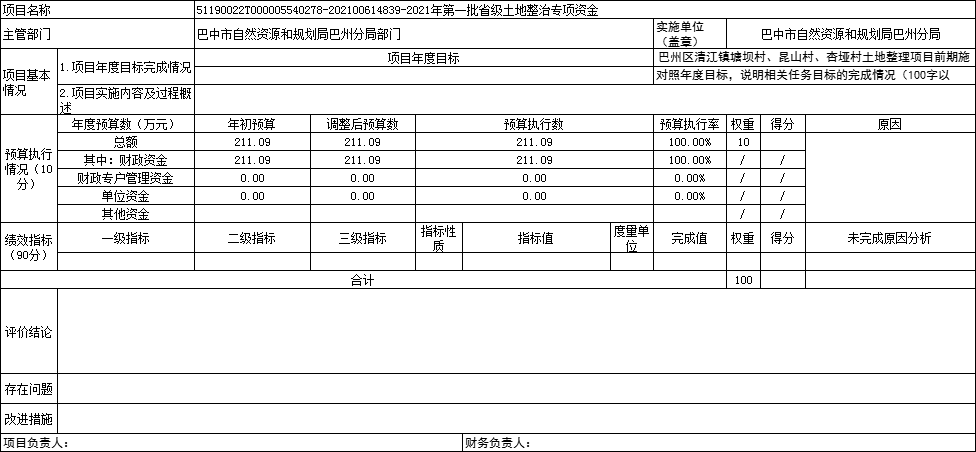 项目名称 51190022T000005540278-202100614839-2021年第一批省级土地整治专项资金
主管部门 巴中市自然资源和规划局巴州分局部门 实施单位（盖章） 巴中市自然资源和规划局巴州分局
项目基本情况 1.项目年度目标完成情况 项目年度目标 巴州区清江镇塘坝村、昆山村、杏垭村土地整理项目前期施
对照年度目标，说明相关任务目标的完成情况（100字以
2.项目实施内容及过程概述
预算执行情况（10分） 年度预算数（万元） 年初预算 调整后预算数 预算执行数 预算执行率 权重 得分 原因
总额 211.09 211.09 211.09 100.00% 10
其中：财政资金 211.09 211.09 211.09 100.00% / /
财政专户管理资金 0.00 0.00 0.00 0.00% / /
单位资金 0.00 0.00 0.00 0.00% / /
其他资金 / /
绩效指标（90分） 一级指标 二级指标 三级指标 指标性质 指标值 度量单位 完成值 权重 得分 未完成原因分析
合计 100
评价结论
存在问题
改进措施
项目负责人： 财务负责人：